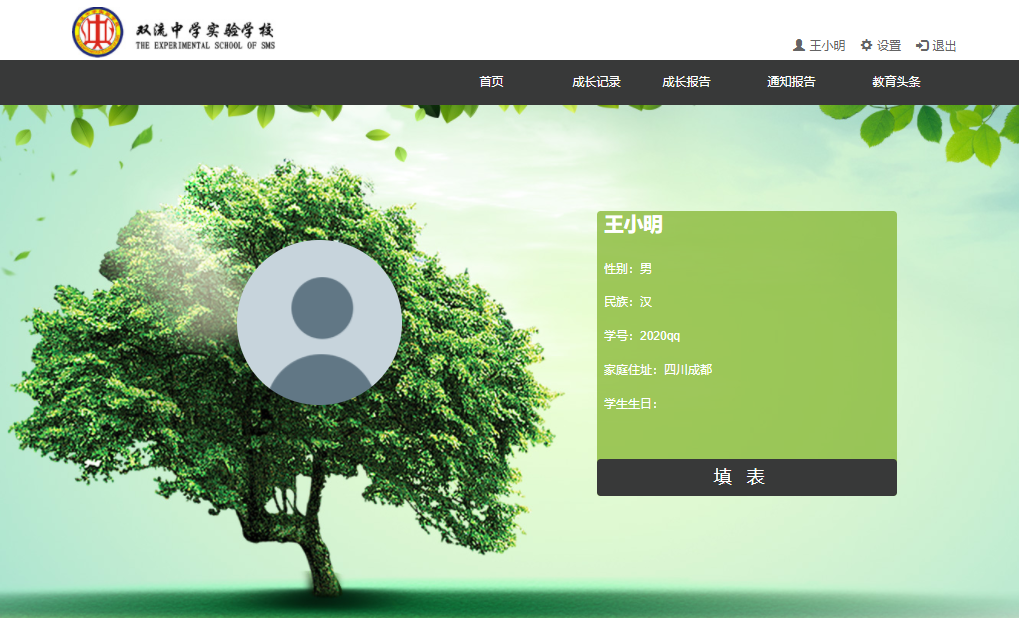 双流中学实验学校
THE EXPERIMENTAL SCHOOL OF SMS
王小明 设置 退出
首页 成长记录 成长报告 通知报告 教育头条
王小明
性别：男
民族：汉
学号：2020qq
家庭住址：四川成都
学生生日：
填 表